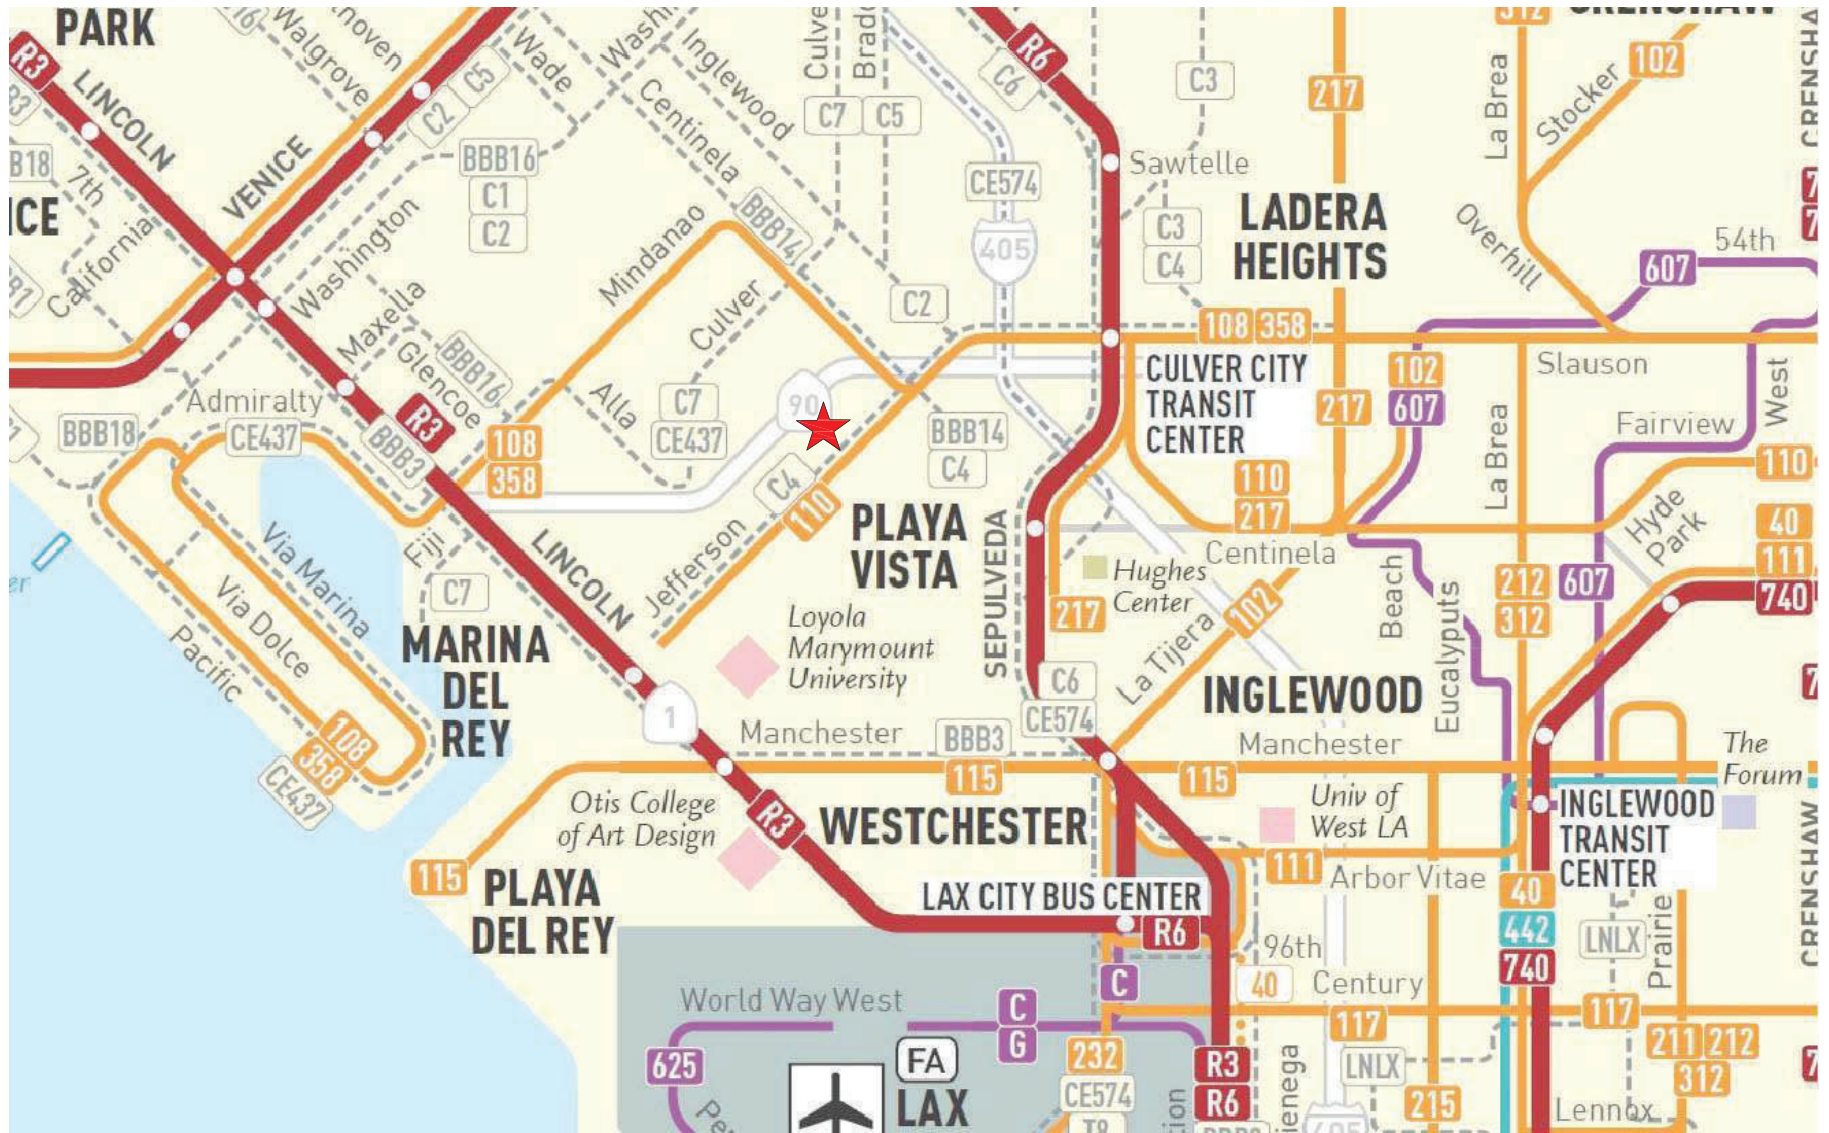 PARK
R3
LINCOLN
Walgrove
C2
C5
Wade
Inglewood
Centinela
C7
C5
R6
C6
C3
217
La Brea
Stocker
102
312
BBB16
C1
C2
CE574
405
Sawtelle
C3
C4
LADERA
HEIGHTS
Overhill
54th
607
7th
California
VENICE
Washington
Maxella
Glencoe
BBB16
Mindanao
BBB14
Culver
C2
108
358
Slauson
CULVER CITY
TRANSIT
CENTER
102
607
217
West
Fairview
Admiralty
BBB18
CE437
R3
BBB3
108
358
Alla
C7
CE437
90
C4
110
BBB14
C4
PLAYA
VISTA
110
217
Centinela
La Brea
110
Hyde
Park
40
111
740
Via Marina
Via Dolce
Pacific
Fiji
C7
LINCOLN
Jefferson
Loyola
Marymount
University
SEPULVEDA
Hughes
Center
217
102
La Tijera
Beach
Eucalyputs
212
312
607
MARINA
DEL
REY
108
358
CE437
1
Manchester
BBB3
115
C6
CE574
INGLEWOOD
Manchester
115
The
Forum
Otis College
of Art Design
R3
WESTCHESTER
Univ of
West LA
INGLEWOOD
TRANSIT
CENTER
115
PLAYA
DEL REY
LAX CITY BUS CENTER
R6
111
Arbor Vitae
40
442
740
LNLX
Prairie
CRENSHAW
World Way West
C
C
G
96th
40
Century
117
117
211
212
312
625
FA
LAX
232
CE574
R3
R6
LNLX
215
Lennox